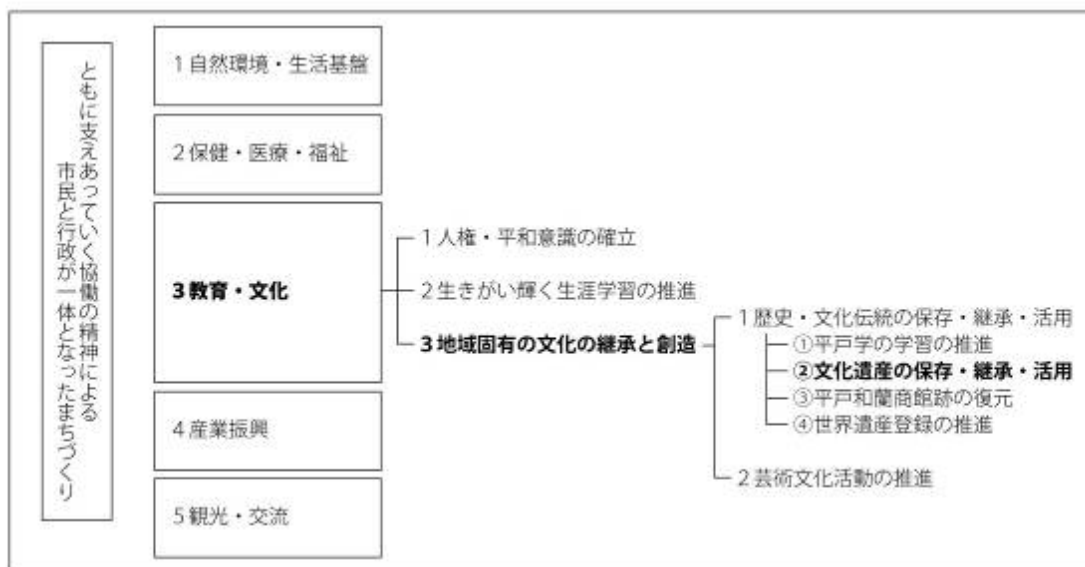 ともに支えあっていく協働の精神による
市民と行政が一体となったまちづくり
1自然環境・生活基盤
2保健・医療・福祉
3教育・文化
1人権・平和意識の確立
2生きがい輝く生涯学習の推進
3地域固有の文化の継承と創造
1歴史・文化伝統の保存・継承・活用
①平戸学の学習の推進
②文化遺産の保存・継承・活用
③平戸和蘭商館跡の復元
④世界遺産登録の推進
2芸術文化活動の推進
4産業振興
5観光・交流